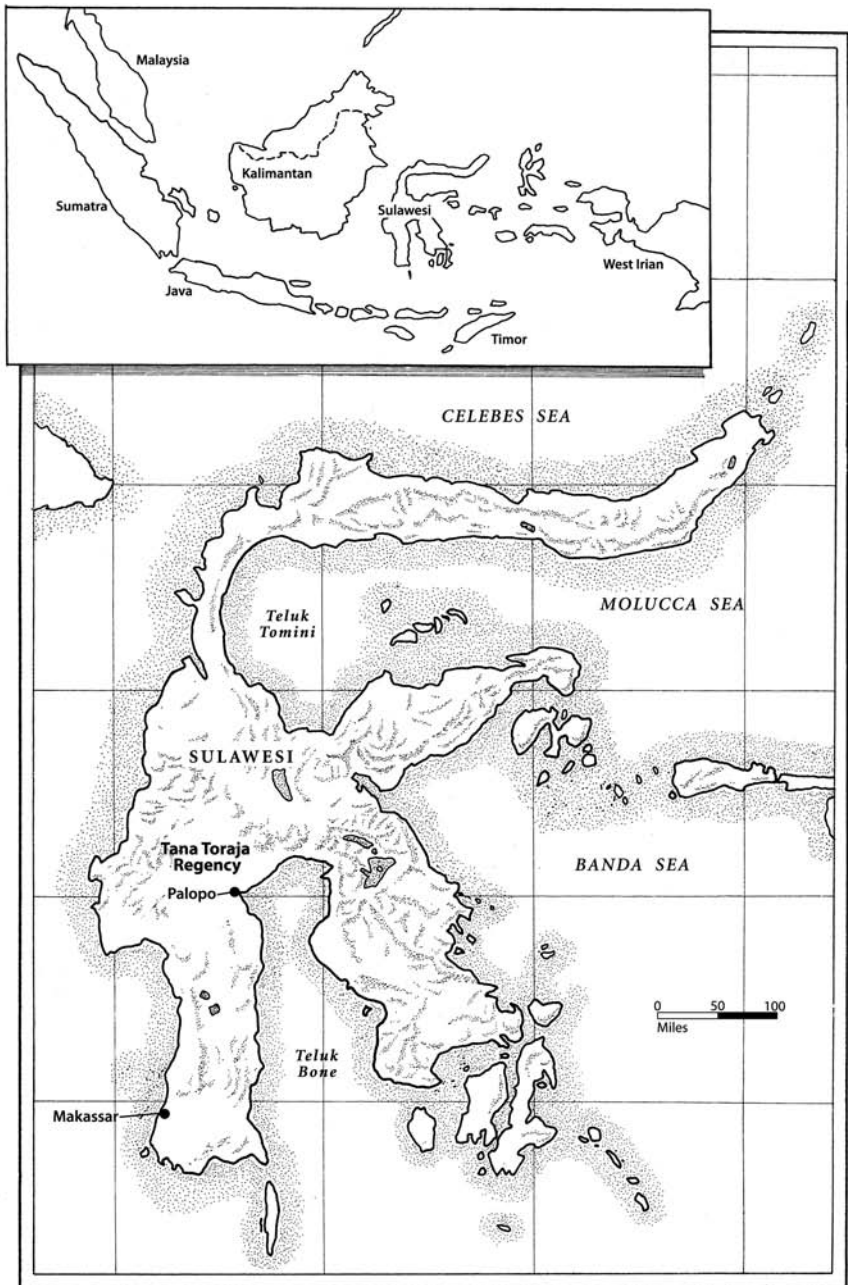 Malaysia
Kalimantan
Sumatra
Sulawesi
West Irian
Java
Timor
CELEBES SEA
MOLUCCA SEA
Teluk
Tomini
SULAWESI
Tana Toraja
Regency
BANDA SEA
Palopo
0 50 100
Miles
Teluk
Bone
Makassar